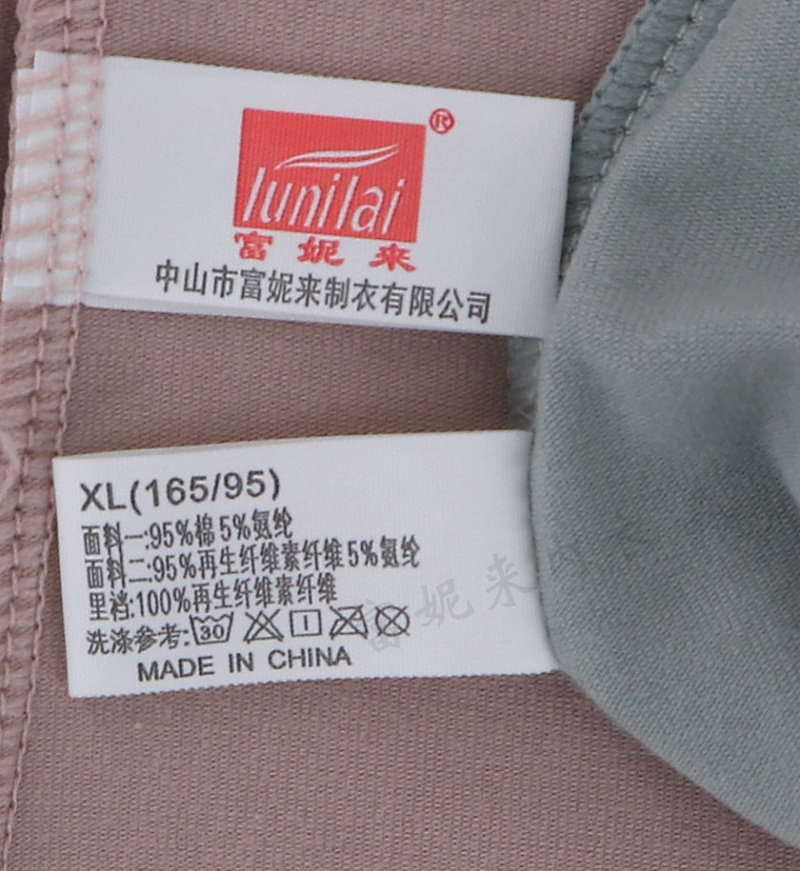 lunilai®
富妮来
中山市富妮来制衣有限公司
XL(165/95)
面料一:95%棉5%氨纶
面料二:95%再生纤维素纤维5%氨纶
里裆:100%再生纤维素纤维
洗涤参考:30
MADE IN CHINA
富妮来